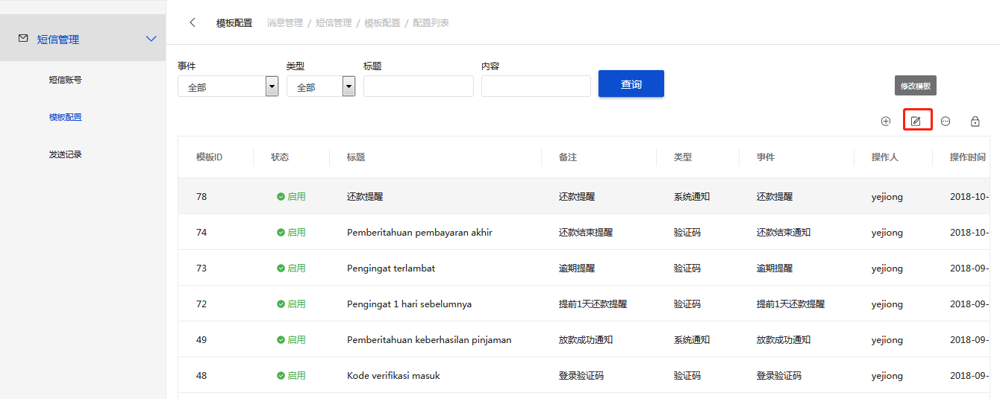 短信管理
短信账号
模板配置
发送记录
模板配置 消息管理 / 短信管理 / 模板配置 / 配置列表
事件 类型 标题 内容
全部 全部 查询
修改模板
模板ID 状态 标题 备注 类型 事件 操作人 操作时间
78 启用 还款提醒 还款提醒 系统通知 还款提醒 yejiong 2018-10-
74 启用 Pemberitahuan pembayaran akhir 还款结束提醒 验证码 还款结束通知 yejiong 2018-10-
73 启用 Pengingat terlambat 逾期提醒 验证码 逾期提醒 yejiong 2018-09-
72 启用 Pengingat 1 hari sebelumnya 提前1天还款提醒 验证码 提前1天还款提醒 yejiong 2018-09-
49 启用 Pemberitahuan keberhasilan pinjaman 放款成功通知 系统通知 放款成功通知 yejiong 2018-09-
48 启用 Kode verifikasi masuk 登录验证码 验证码 登录验证码 yejiong 2018-09-